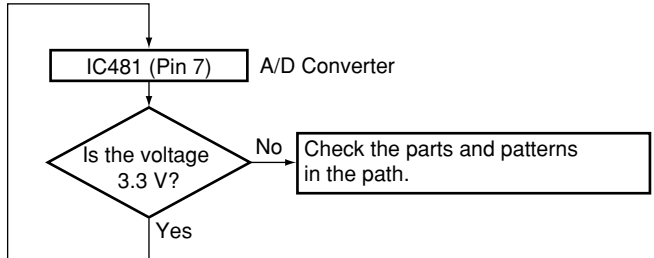 IC481 (Pin 7) A/D Converter
Is the voltage
3.3 V?
No
Check the parts and patterns
in the path.
Yes